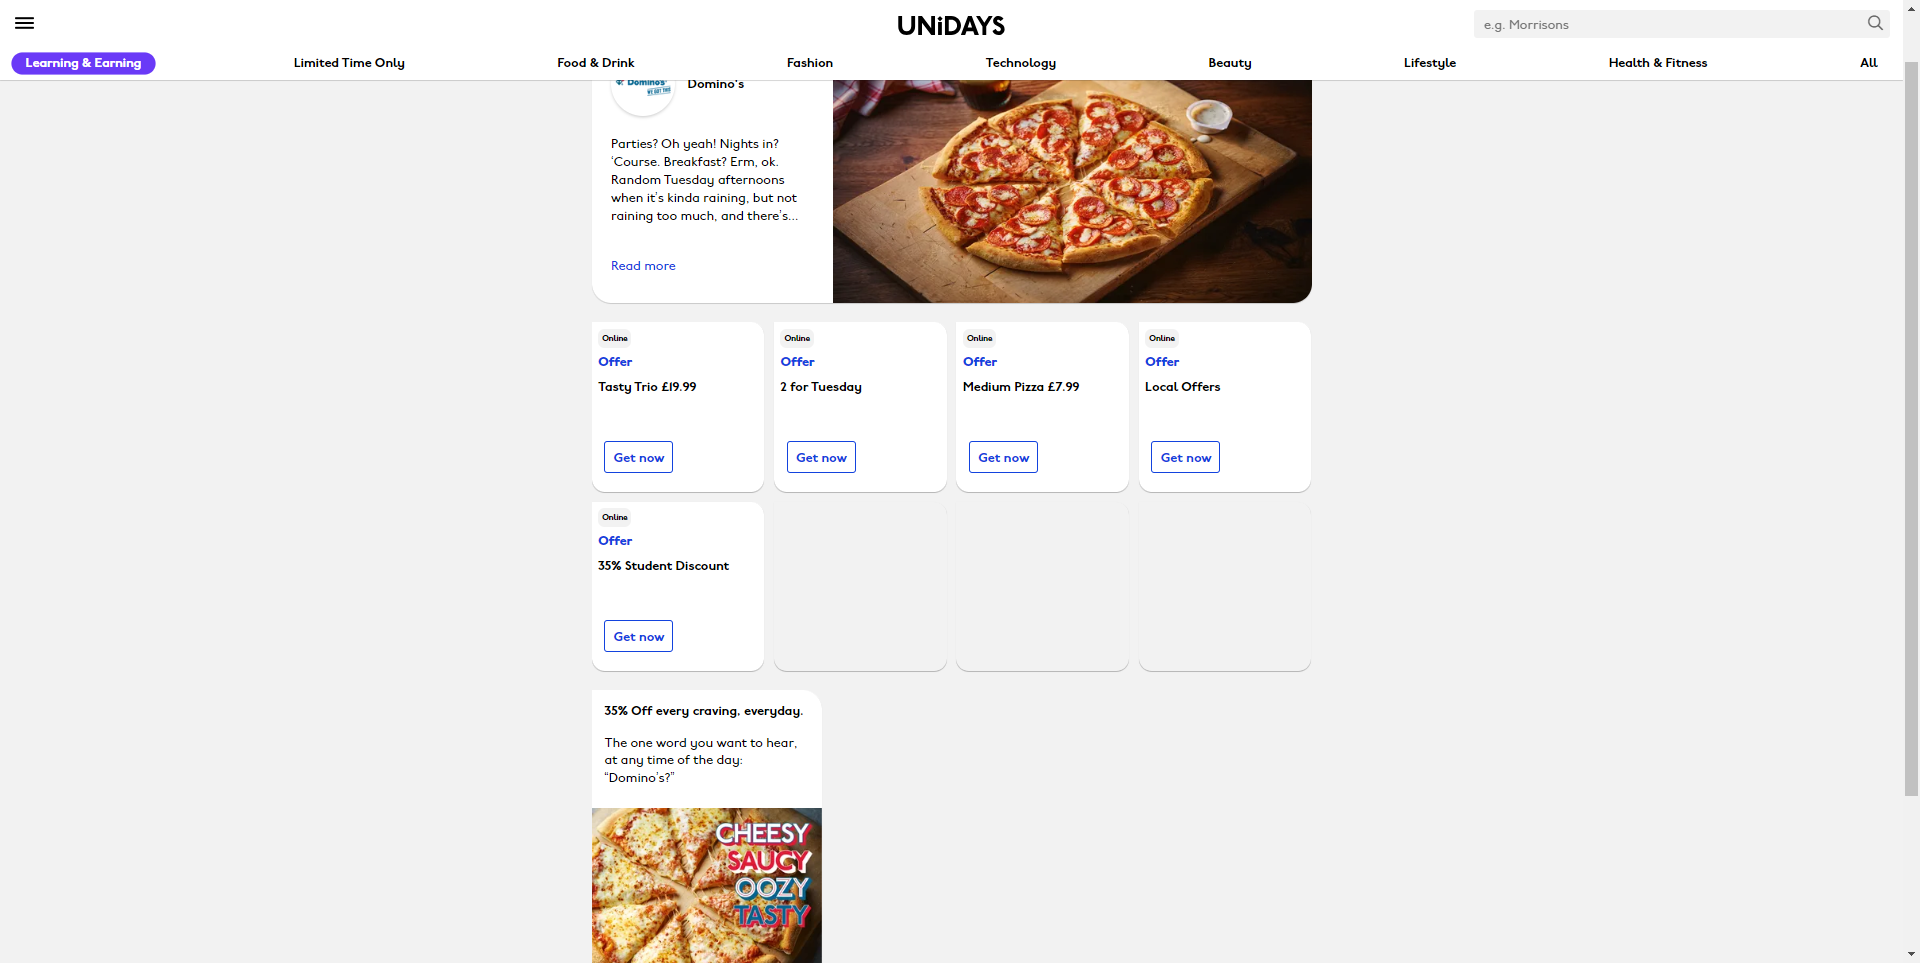 UNiDAYS
e.g. Morrisons
Learning & Earning
Limited Time Only
Food & Drink
Fashion
Technology
Beauty
Lifestyle
Health & Fitness
All
Domino's
WE GOT THIS
Domino's
Parties? Oh yeah! Nights in?
‘Course. Breakfast? Erm, ok.
Random Tuesday afternoons
when it’s kinda raining, but not
raining too much, and there’s...
Read more
Online
Offer
Tasty Trio £19.99
Get now
Online
Offer
2 for Tuesday
Get now
Online
Offer
Medium Pizza £7.99
Get now
Online
Offer
Local Offers
Get now
Online
Offer
35% Student Discount
Get now
35% Off every craving, everyday.
The one word you want to hear,
at any time of the day:
“Domino’s?”
CHEESY
SAUCY
OOZY
TASTY